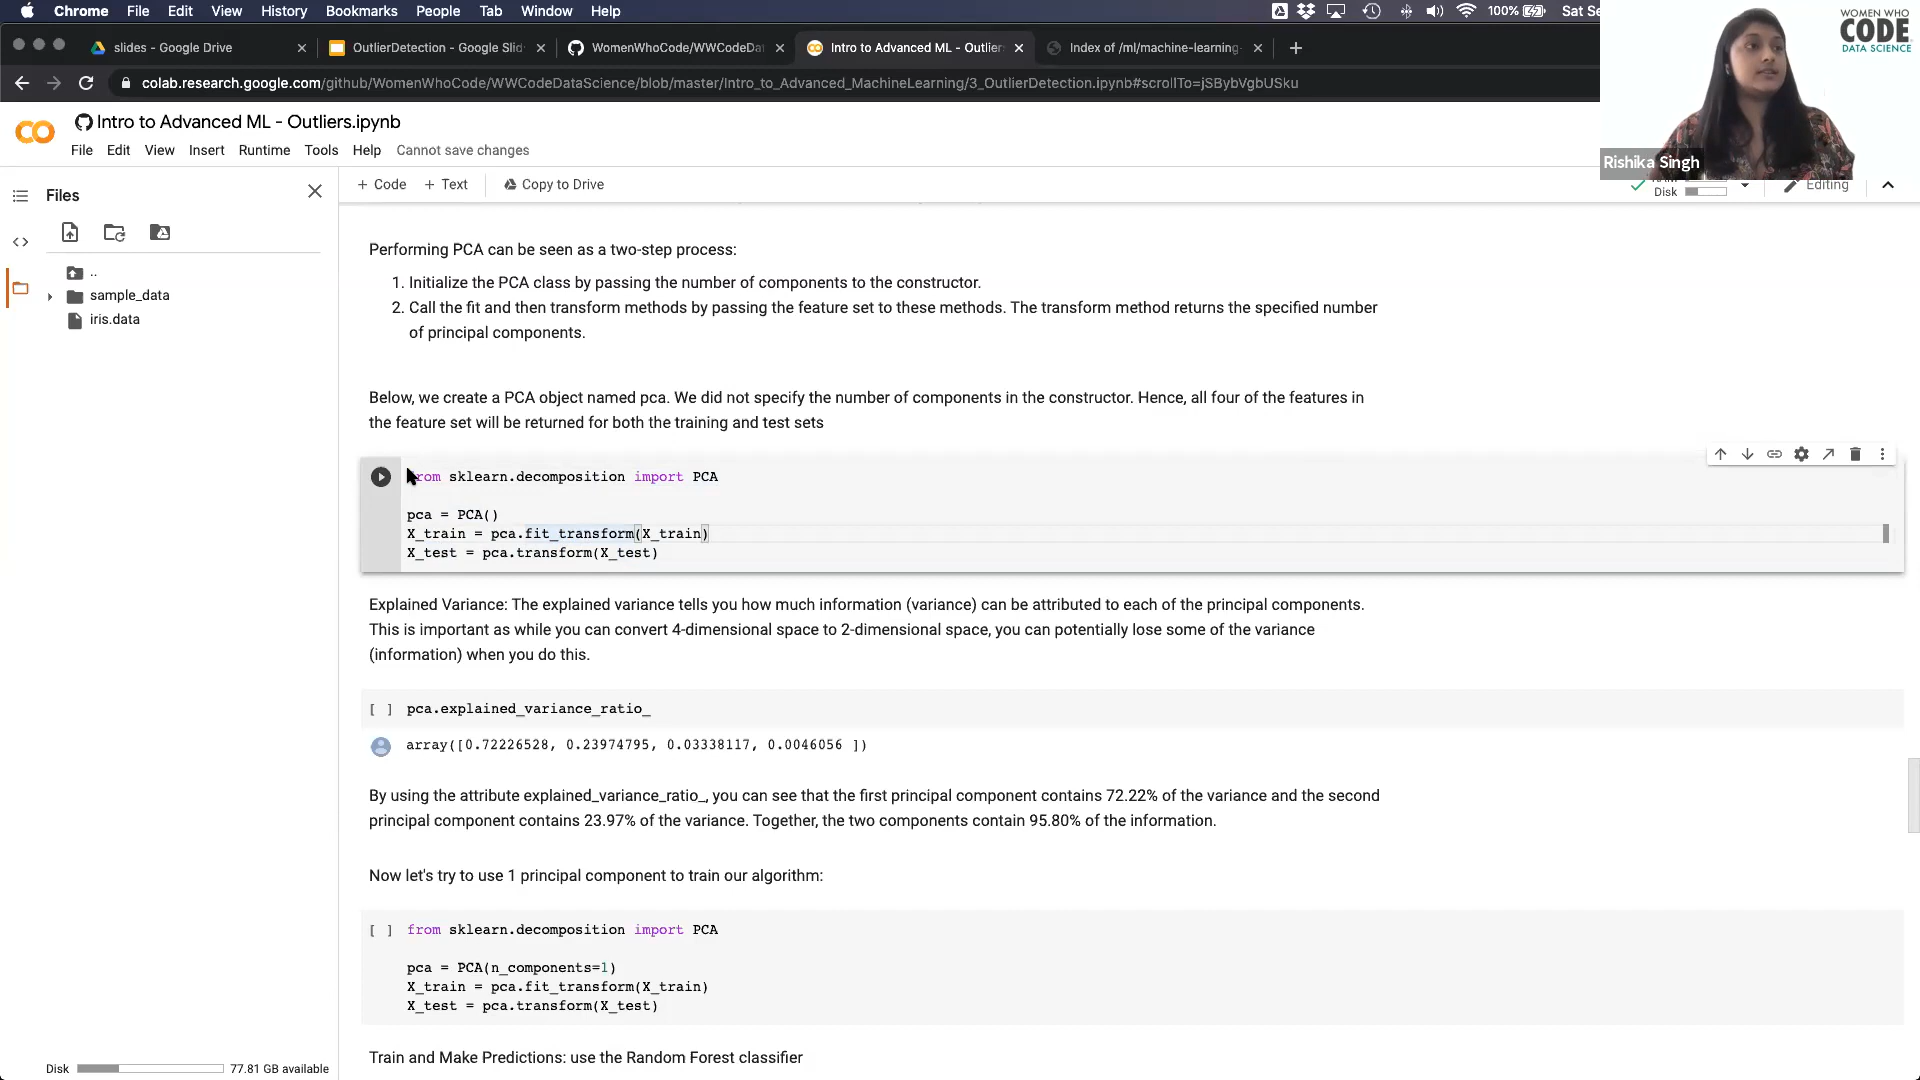 Chrome File Edit View History Bookmarks People Tab Window Help 100% Sat Se
slides - Google Drive OutlierDetection - Google Slid WomenWhoCode/WWCodeDat Intro to Advanced ML - Outlier Index of /ml/machine-learning-
colab.research.google.com/github/WomenWhoCode/WWCodeDataScience/blob/master/Intro_to_Advanced_MachineLearning/3_OutlierDetection.ipynb#scrollTo=jSBybVgbUSku
WOMEN WHO
CODE
DATA SCIENCE
Rishika Singh
Intro to Advanced ML - Outliers.ipynb
File Edit View Insert Runtime Tools Help Cannot save changes
+ Code + Text Copy to Drive
Disk Editing
Files
..
sample_data
iris.data
Performing PCA can be seen as a two-step process:
1. Initialize the PCA class by passing the number of components to the constructor.
2. Call the fit and then transform methods by passing the feature set to these methods. The transform method returns the specified number
of principal components.
Below, we create a PCA object named pca. We did not specify the number of components in the constructor. Hence, all four of the features in
the feature set will be returned for both the training and test sets
from sklearn.decomposition import PCA
pca = PCA()
X_train = pca.fit_transform(X_train)
X_test = pca.transform(X_test)
Explained Variance: The explained variance tells you how much information (variance) can be attributed to each of the principal components.
This is important as while you can convert 4-dimensional space to 2-dimensional space, you can potentially lose some of the variance
(information) when you do this.
[ ] pca.explained_variance_ratio_
array([0.72226528, 0.23974795, 0.03338117, 0.0046056 ])
By using the attribute explained_variance_ratio_, you can see that the first principal component contains 72.22% of the variance and the second
principal component contains 23.97% of the variance. Together, the two components contain 95.80% of the information.
Now let's try to use 1 principal component to train our algorithm:
[ ] from sklearn.decomposition import PCA
pca = PCA(n_components=1)
X_train = pca.fit_transform(X_train)
X_test = pca.transform(X_test)
Train and Make Predictions: use the Random Forest classifier
Disk 77.81 GB available